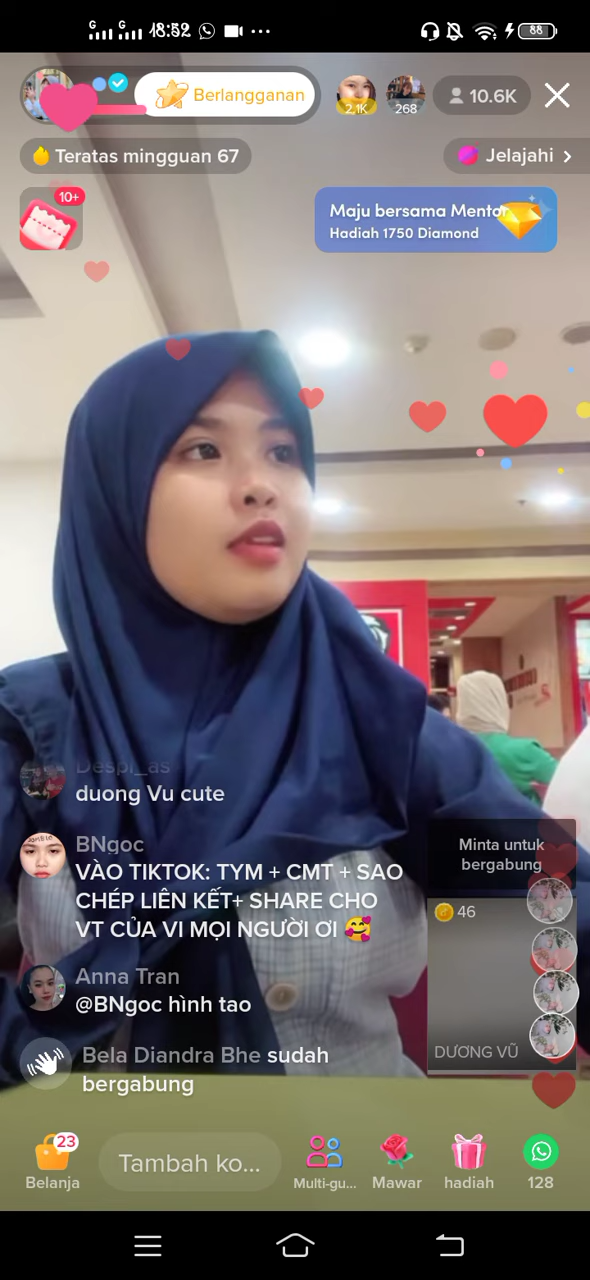 18:52
88
Berlangganan
2,1K
268
10.6K
Teratas mingguan 67
Jelajahi
10+
Maju bersama Mentor
Hadiah 1750 Diamond
Despi_as
duong Vu cute
BNgoc
VÀO TIKTOK: TYM + CMT + SAO
CHÉP LIÊN KẾT+ SHARE CHO
VT CỦA VI MỌI NGƯỜI ƠI 🥰
Anna Tran
@BNgoc hình tao
Bela Diandra Bhe sudah
bergabung
Minta untuk
bergabung
46
DƯƠNG VŨ
23
Belanja
Tambah ko...
Multi-gu...
Mawar
hadiah
128